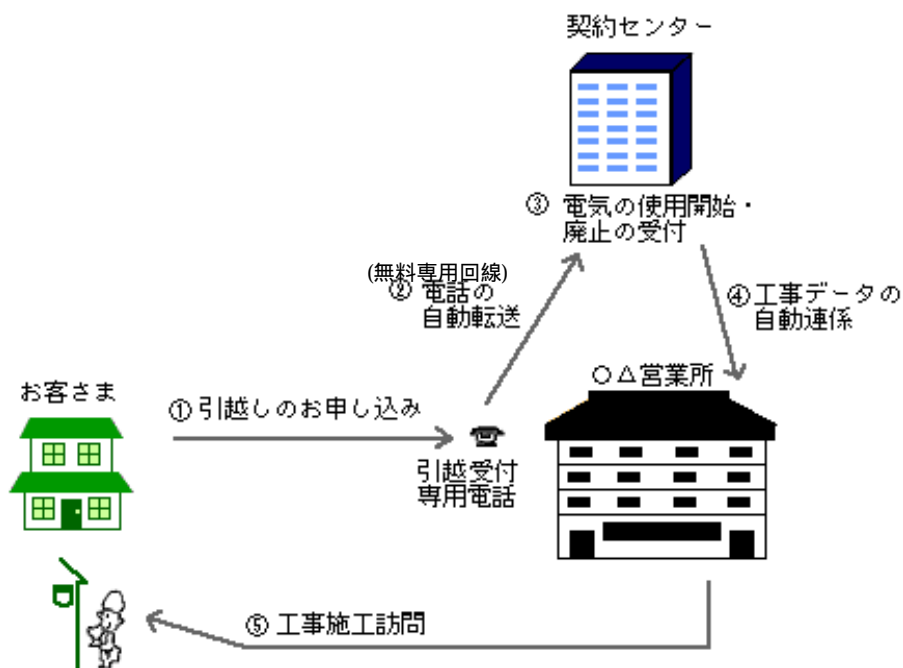 契約センター
③ 電気の使用開始・
廃止の受付
(無料専用回線)
② 電話の
自動転送
④工事データの
自動連係
○△営業所
お客さま
①引越しのお申し込み
引越受付
専用電話
⑤ 工事施工訪問